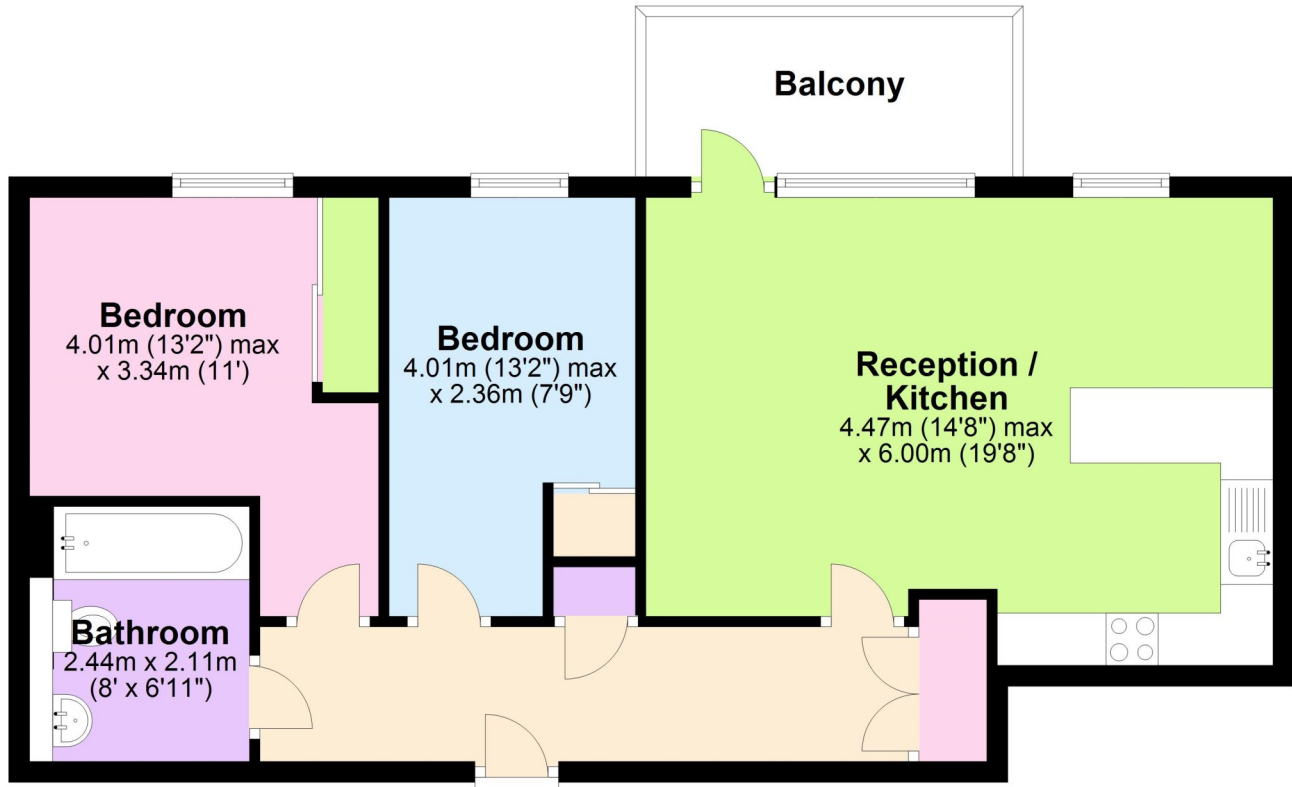 Balcony
Bedroom
4.01m (13'2") max
x 3.34m (11')
Bedroom
4.01m (13'2") max
x 2.36m (7'9")
Reception /
Kitchen
4.47m (14'8") max
x 6.00m (19'8")
Bathroom
2.44m x 2.11m
(8' x 6'11")